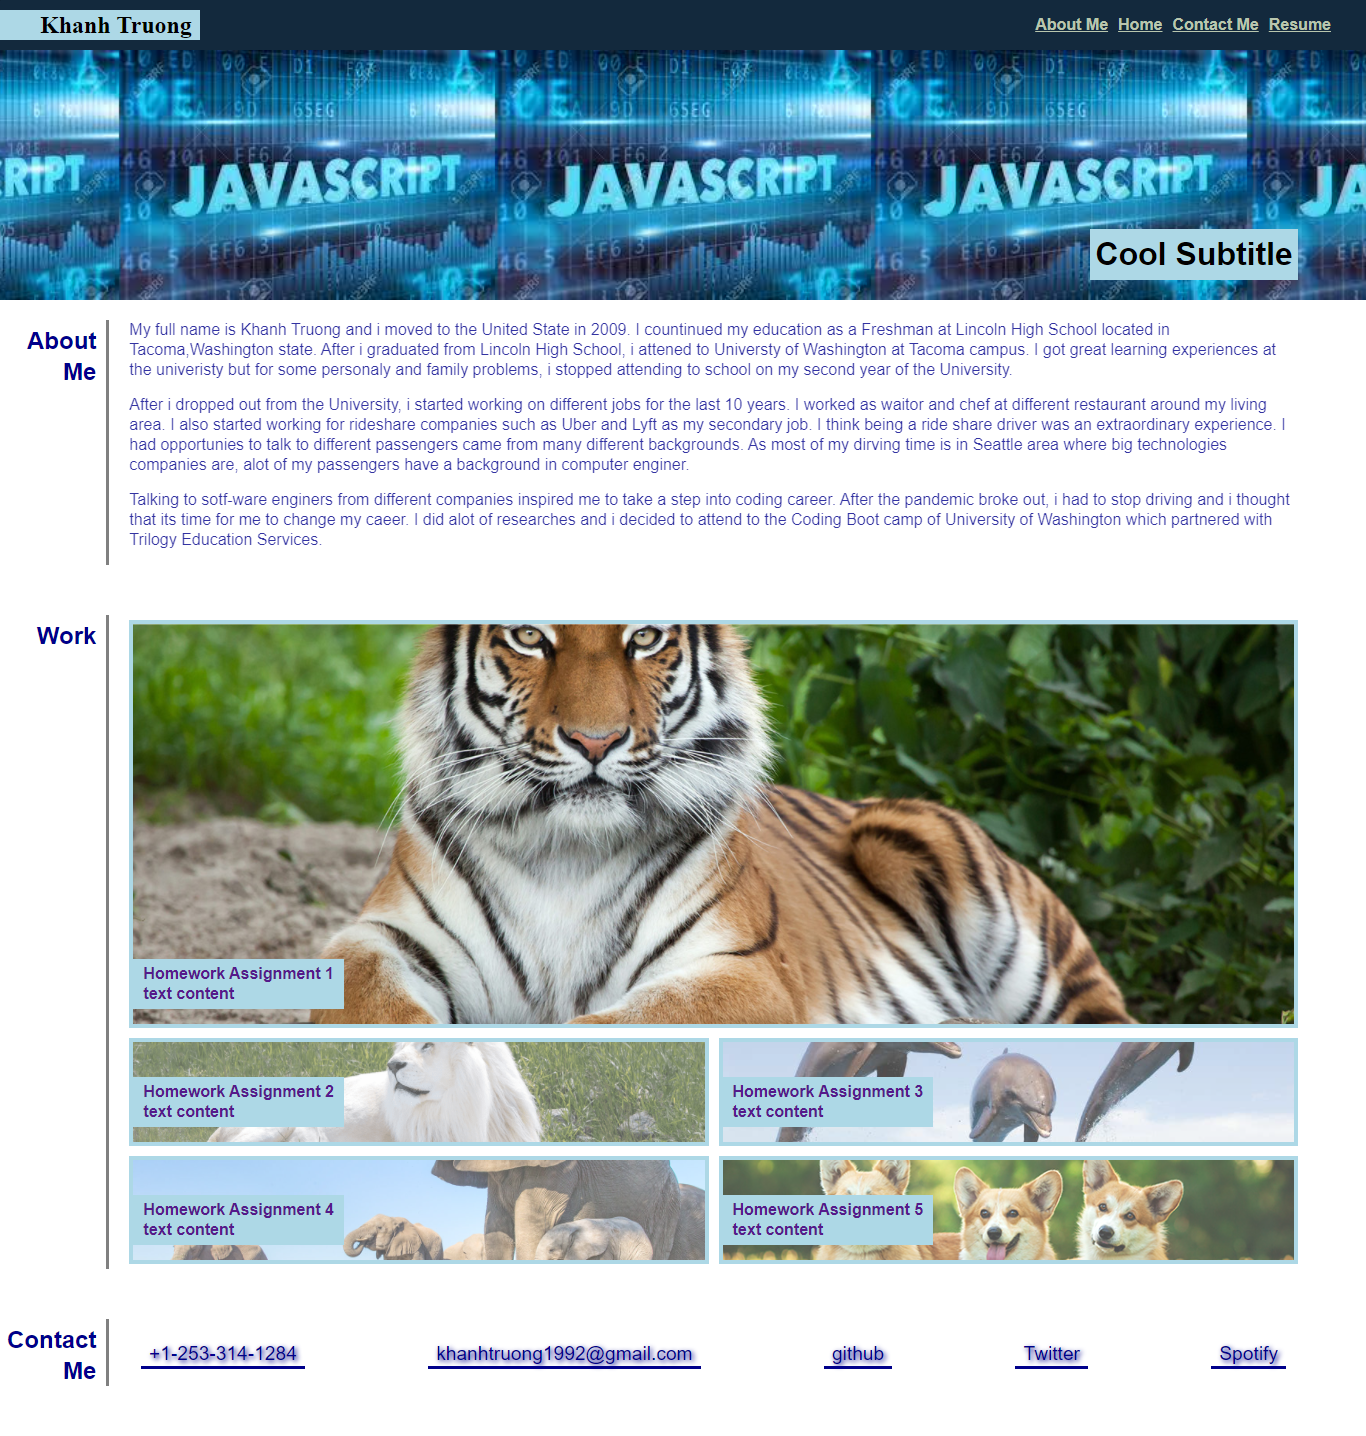 Khanh Truong
About Me Home Contact Me Resume
JAVASCRIPT JAVASCRIPT JAVASCRIPT
Cool Subtitle
About
Me
My full name is Khanh Truong and i moved to the United State in 2009. I countinued my education as a Freshman at Lincoln High School located in
Tacoma,Washington state. After i graduated from Lincoln High School, i attened to Universty of Washington at Tacoma campus. I got great learning experiences at
the univeristy but for some personaly and family problems, i stopped attending to school on my second year of the University.
After i dropped out from the University, i started working on different jobs for the last 10 years. I worked as waitor and chef at different restaurant around my living
area. I also started working for rideshare companies such as Uber and Lyft as my secondary job. I think being a ride share driver was an extraordinary experience. I
had opportunies to talk to different passengers came from many different backgrounds. As most of my dirving time is in Seattle area where big technologies
companies are, alot of my passengers have a background in computer enginer.
Talking to sotf-ware enginers from different companies inspired me to take a step into coding career. After the pandemic broke out, i had to stop driving and i thought
that its time for me to change my caeer. I did alot of researches and i decided to attend to the Coding Boot camp of University of Washington which partnered with
Trilogy Education Services.
Work
Homework Assignment 1
text content
Homework Assignment 2
text content
Homework Assignment 3
text content
Homework Assignment 4
text content
Homework Assignment 5
text content
Contact
Me
+1-253-314-1284
khanhtruong1992@gmail.com
github
Twitter
Spotify